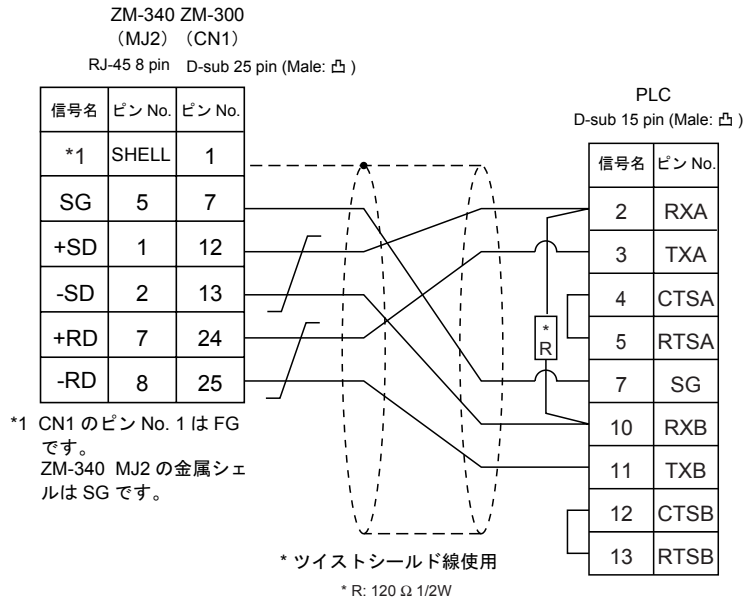 ZM-340 ZM-300
(MJ2) (CN1)
RJ-45 8 pin D-sub 25 pin (Male: 凸)
信号名 ピン No. ピン No.
*1 SHELL 1
SG 5 7
+SD 1 12
-SD 2 13
+RD 7 24
-RD 8 25
*1 CN1 のピン No. 1 は FG
です。
ZM-340 MJ2 の金属シェ
ルは SG です。
* ツイストシールド線使用
* R: 120 Ω 1/2W
*
R
PLC
D-sub 15 pin (Male: 凸)
信号名 ピン No.
2 RXA
3 TXA
4 CTSA
5 RTSA
7 SG
10 RXB
11 TXB
12 CTSB
13 RTSB